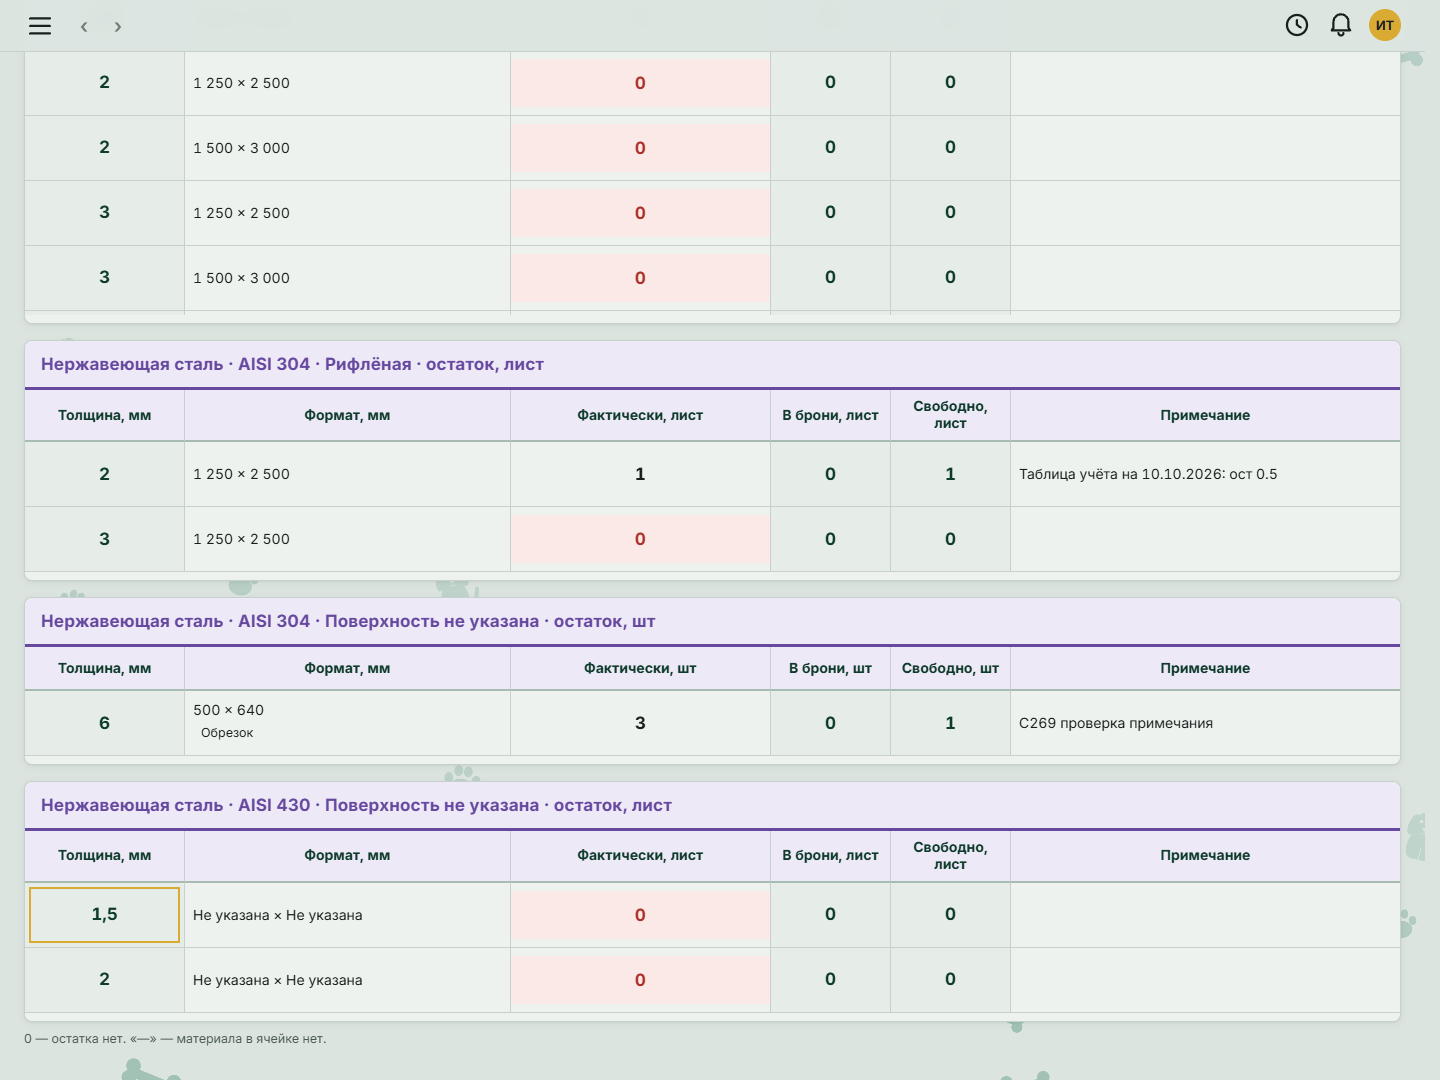 ‹ › ИТ
2 1 250 × 2 500 0 0 0
2 1 500 × 3 000 0 0 0
3 1 250 × 2 500 0 0 0
3 1 500 × 3 000 0 0 0
Нержавеющая сталь · AISI 304 · Рифлёная · остаток, лист
Толщина, мм Формат, мм Фактически, лист В брони, лист Свободно, лист Примечание
2 1 250 × 2 500 1 0 1 Таблица учёта на 10.10.2026: ост 0.5
3 1 250 × 2 500 0 0 0
Нержавеющая сталь · AISI 304 · Поверхность не указана · остаток, шт
Толщина, мм Формат, мм Фактически, шт В брони, шт Свободно, шт Примечание
6 500 × 640 3 0 1 С269 проверка примечания
Обрезок
Нержавеющая сталь · AISI 430 · Поверхность не указана · остаток, лист
Толщина, мм Формат, мм Фактически, лист В брони, лист Свободно, лист Примечание
1,5 Не указана × Не указана 0 0 0
2 Не указана × Не указана 0 0 0
0 — остатка нет. «—» — материала в ячейке нет.